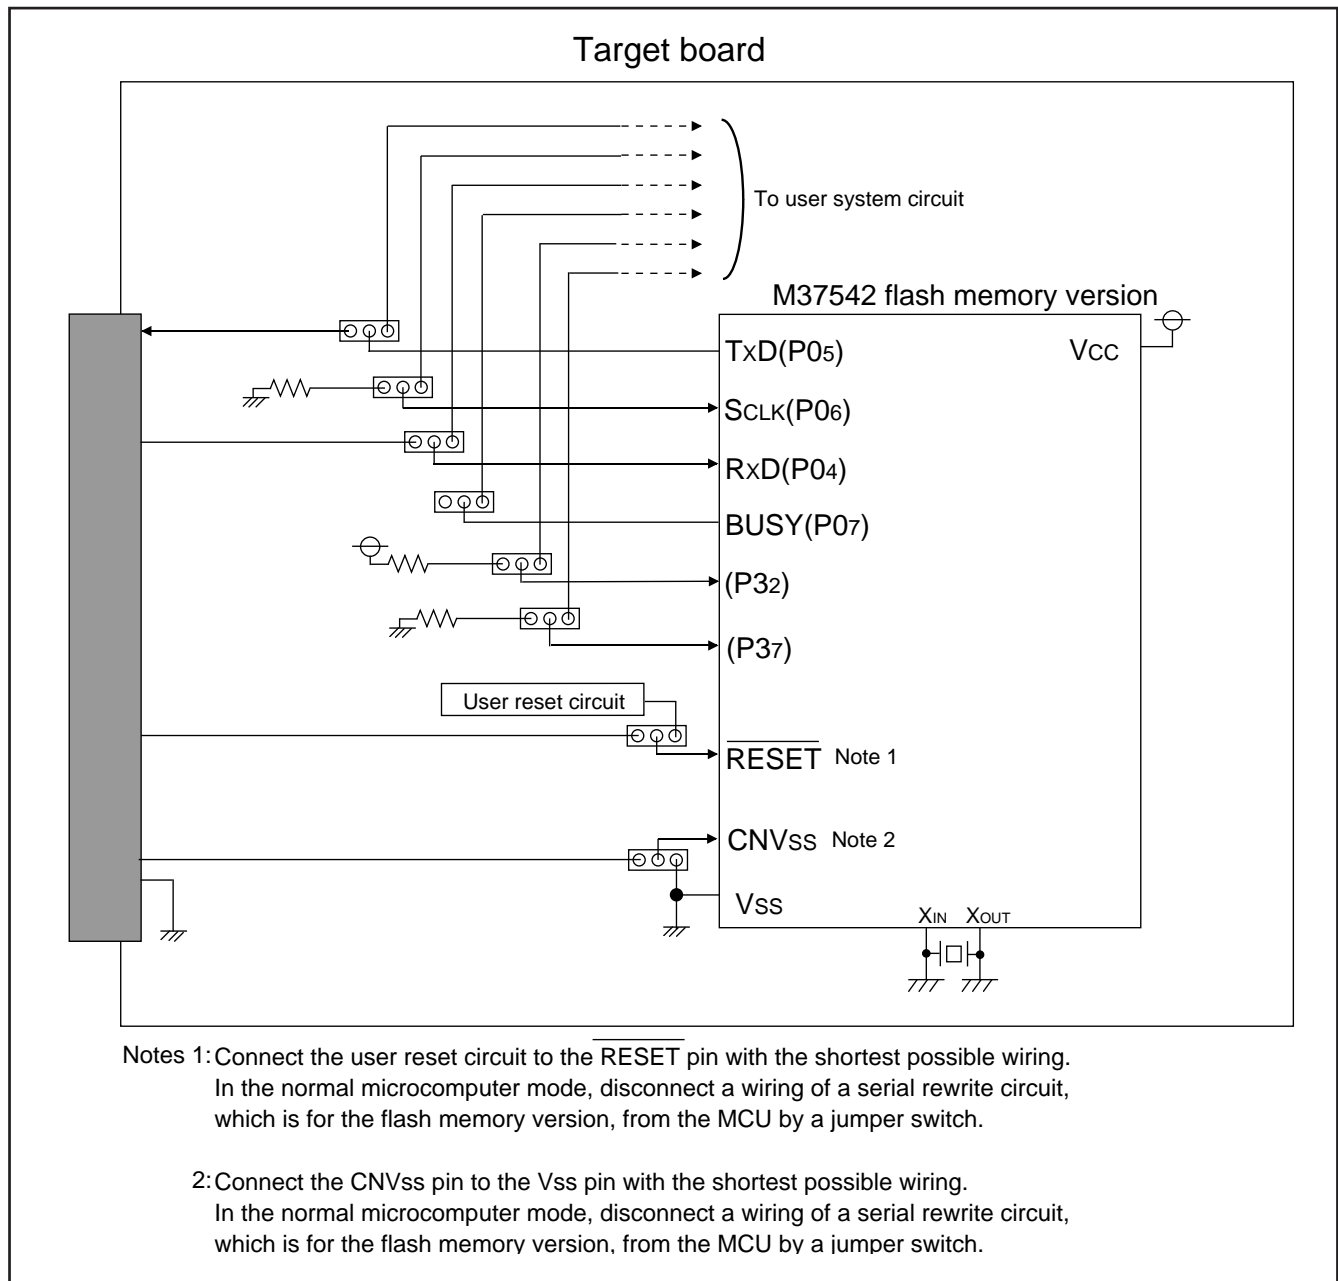 Target board
To user system circuit
M37542 flash memory version
TxD(P05)
VCC
SCLK(P06)
RxD(P04)
BUSY(P07)
(P32)
(P37)
User reset circuit
RESET Note 1
CNVss Note 2
Vss
XIN XOUT
Notes 1: Connect the user reset circuit to the RESET pin with the shortest possible wiring.
In the normal microcomputer mode, disconnect a wiring of a serial rewrite circuit,
which is for the flash memory version, from the MCU by a jumper switch.
2: Connect the CNVss pin to the Vss pin with the shortest possible wiring.
In the normal microcomputer mode, disconnect a wiring of a serial rewrite circuit,
which is for the flash memory version, from the MCU by a jumper switch.